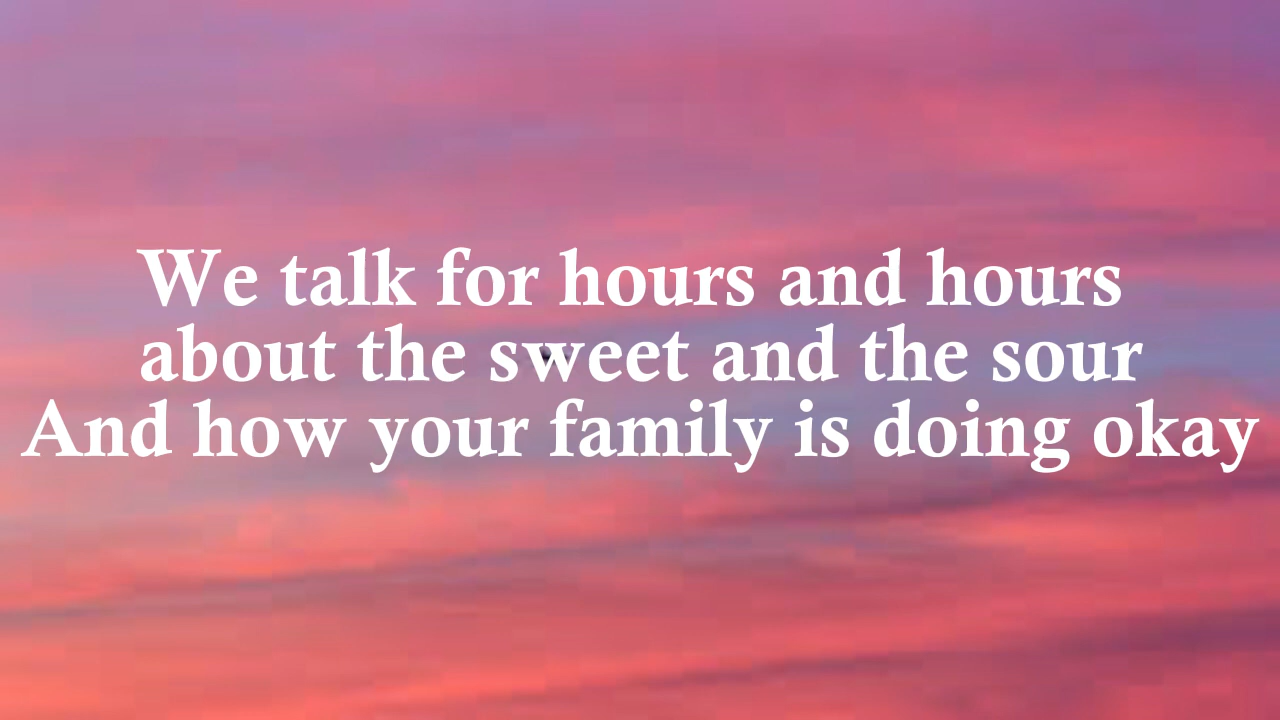 We talk for hours and hours
about the sweet and the sour
And how your family is doing okay